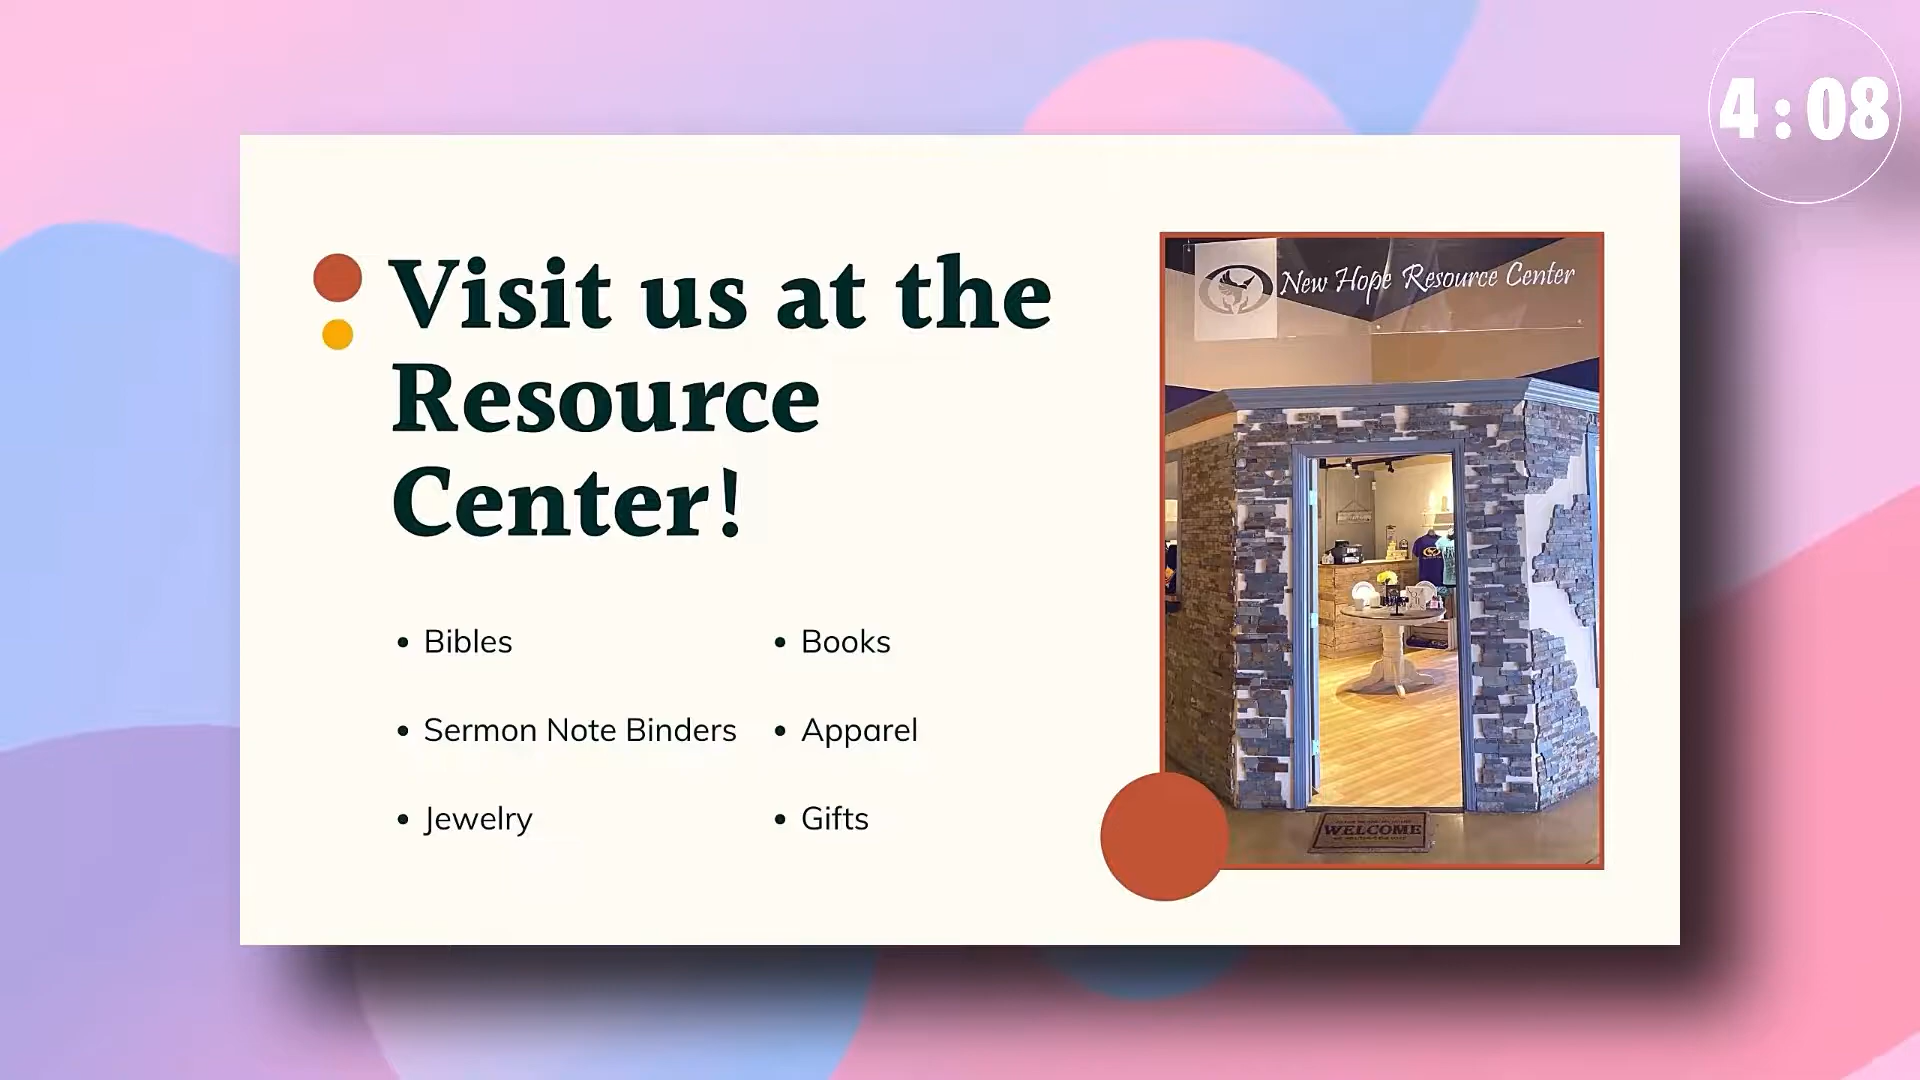 4:08
Visit us at the
Resource
Center!
• Bibles
• Sermon Note Binders
• Jewelry
• Books
• Apparel
• Gifts
New Hope Resource Center
WELCOME